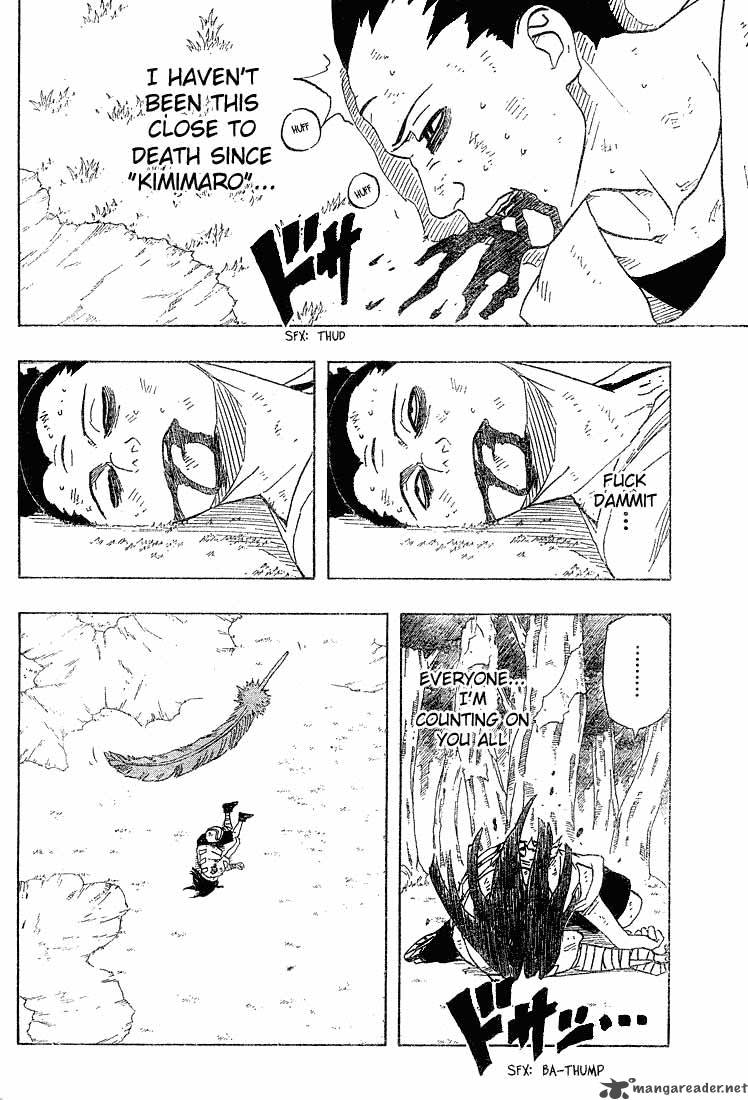 I HAVEN'T
BEEN THIS
CLOSE TO
DEATH SINCE
"KIMIMARO"...
HUFF
HUFF
ドサ
SFX: THUD
FUCK
DAMMIT
....
........
EVERYONE...
I'M
COUNTING ON
YOU ALL
ドサッ・・・
SFX: BA-THUMP
mangareader.net